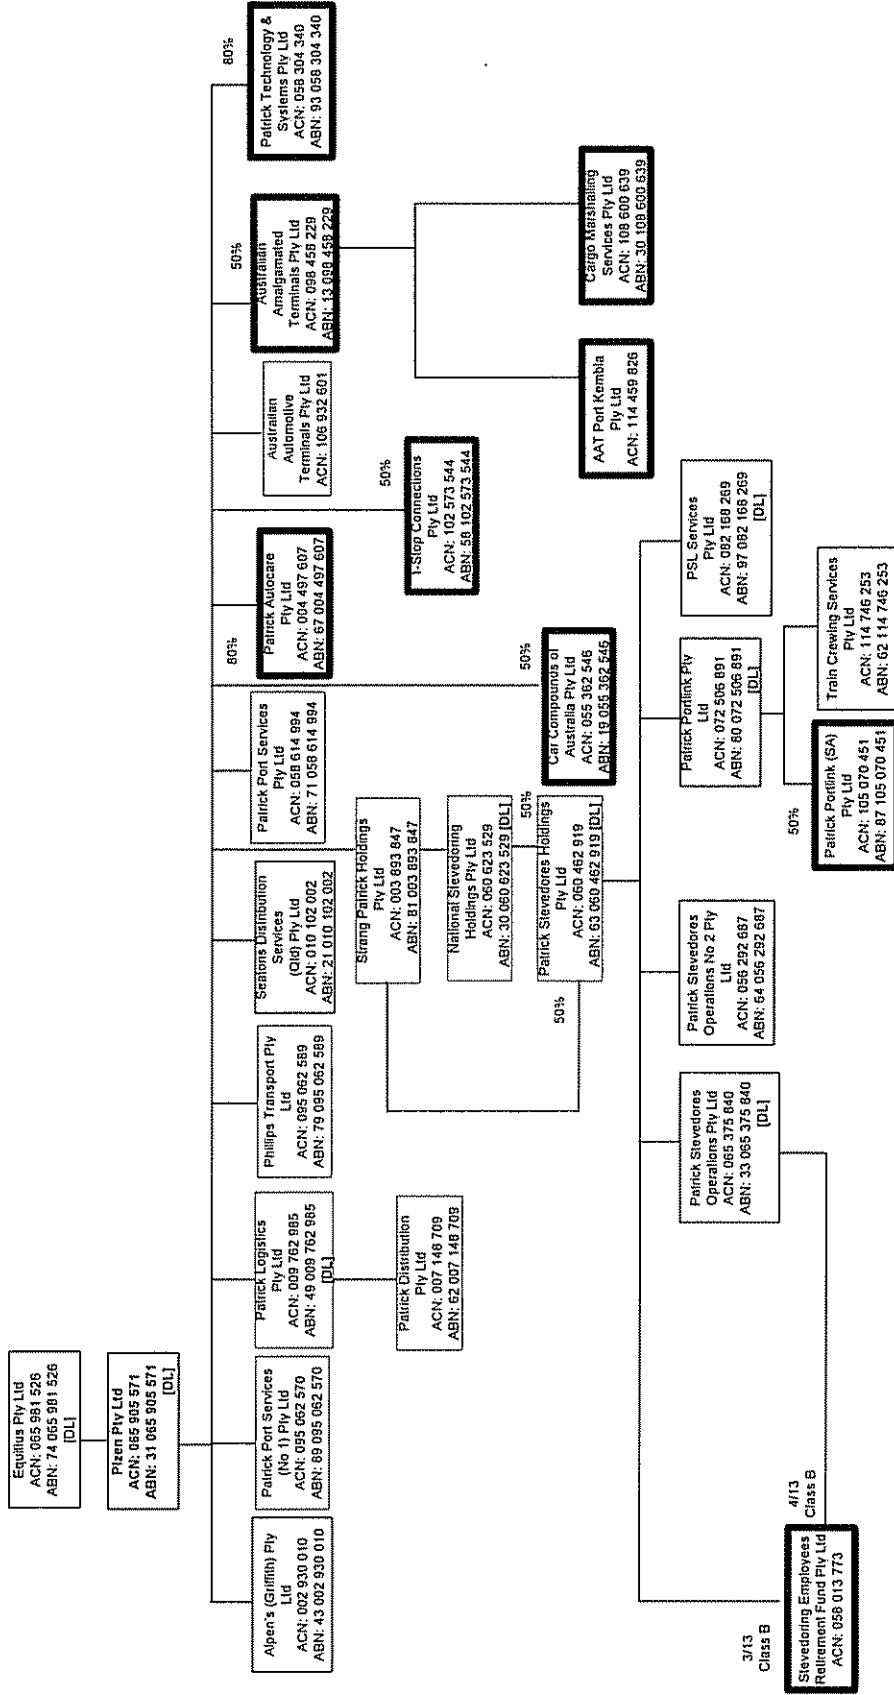 Equitius Pty Ltd
ACN: 065 981 526
ABN: 74 065 981 526
[DL]
Plzen Pty Ltd
ACN: 065 905 571
ABN: 31 065 905 571
[DL]
Alpen's (Griffith) Pty
Ltd
ACN: 002 930 010
ABN: 43 002 930 010
Patrick Port Services
(No 1) Pty Ltd
ACN: 095 062 570
ABN: 89 095 062 570
Patrick Logistics
Pty Ltd
ACN: 009 762 985
ABN: 49 009 762 985
[DL]
Phillips Transport Pty
Ltd
ACN: 095 062 589
ABN: 79 095 062 589
Seatons Distribution
Services
(Qld) Pty Ltd
ACN: 010 102 002
ABN: 21 010 102 002
Patrick Port Services
Pty Ltd
ACN: 058 614 994
ABN: 71 058 614 994
80%
Patrick Autocare
Pty Ltd
ACN: 004 497 607
ABN: 67 004 497 607
Australian
Automotive
Terminals Pty Ltd
ACN: 106 932 601
50%
Australian
Amalgamated
Terminals Pty Ltd
ACN: 098 458 229
ABN: 13 098 458 229
80%
Patrick Technology &
Systems Pty Ltd
ACN: 058 304 340
ABN: 93 058 304 340
Patrick Distribution
Pty Ltd
ACN: 007 148 709
ABN: 62 007 148 709
Strang Patrick Holdings
Pty Ltd
ACN: 003 893 847
ABN: 81 003 893 847
50%
1-Stop Connections
Pty Ltd
ACN: 102 573 544
ABN: 58 102 573 544
National Stevedoring
Holdings Pty Ltd
ACN: 060 623 529
ABN: 30 060 623 529 [DL]
50%
50%
Patrick Stevedores Holdings
Pty Ltd
ACN: 060 462 919
ABN: 63 060 462 919 [DL]
50%
Car Compounds of
Australia Pty Ltd
ACN: 055 362 546
ABN: 19 055 362 546
AAT Port Kembla
Pty Ltd
ACN: 114 459 826
Cargo Marshalling
Services Pty Ltd
ACN: 108 600 639
ABN: 30 108 600 639
Patrick Stevedores
Operations Pty Ltd
ACN: 065 375 840
ABN: 33 065 375 840
[DL]
Patrick Stevedores
Operations No 2 Pty
Ltd
ACN: 056 292 687
ABN: 64 056 292 687
Patrick Portlink Pty
Ltd
ACN: 072 506 891
ABN: 80 072 506 891
[DL]
PSL Services
Pty Ltd
ACN: 082 168 269
ABN: 97 082 168 269
[DL]
3/13
Class B
4/13
Class B
Stevedoring Employees
Retirement Fund Pty Ltd
ACN: 058 013 773
50%
Patrick Portlink (SA)
Pty Ltd
ACN: 105 070 451
ABN: 87 105 070 451
Train Crewing Services
Pty Ltd
ACN: 114 746 253
ABN: 62 114 746 253